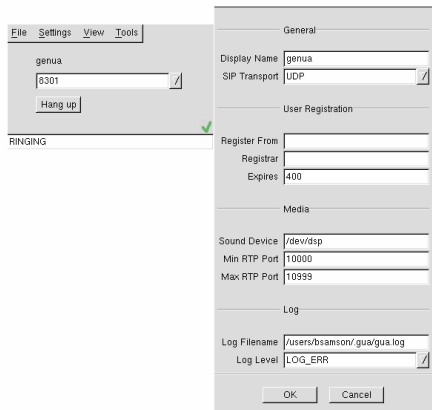 File Settings View Tools
genua
8301
Hang up
RINGING
General
Display Name genua
SIP Transport UDP
User Registration
Register From
Registrar
Expires 400
Media
Sound Device /dev/dsp
Min RTP Port 10000
Max RTP Port 10999
Log
Log Filename /users/bsamson/.gua/gua.log
Log Level LOG_ERR
OK Cancel